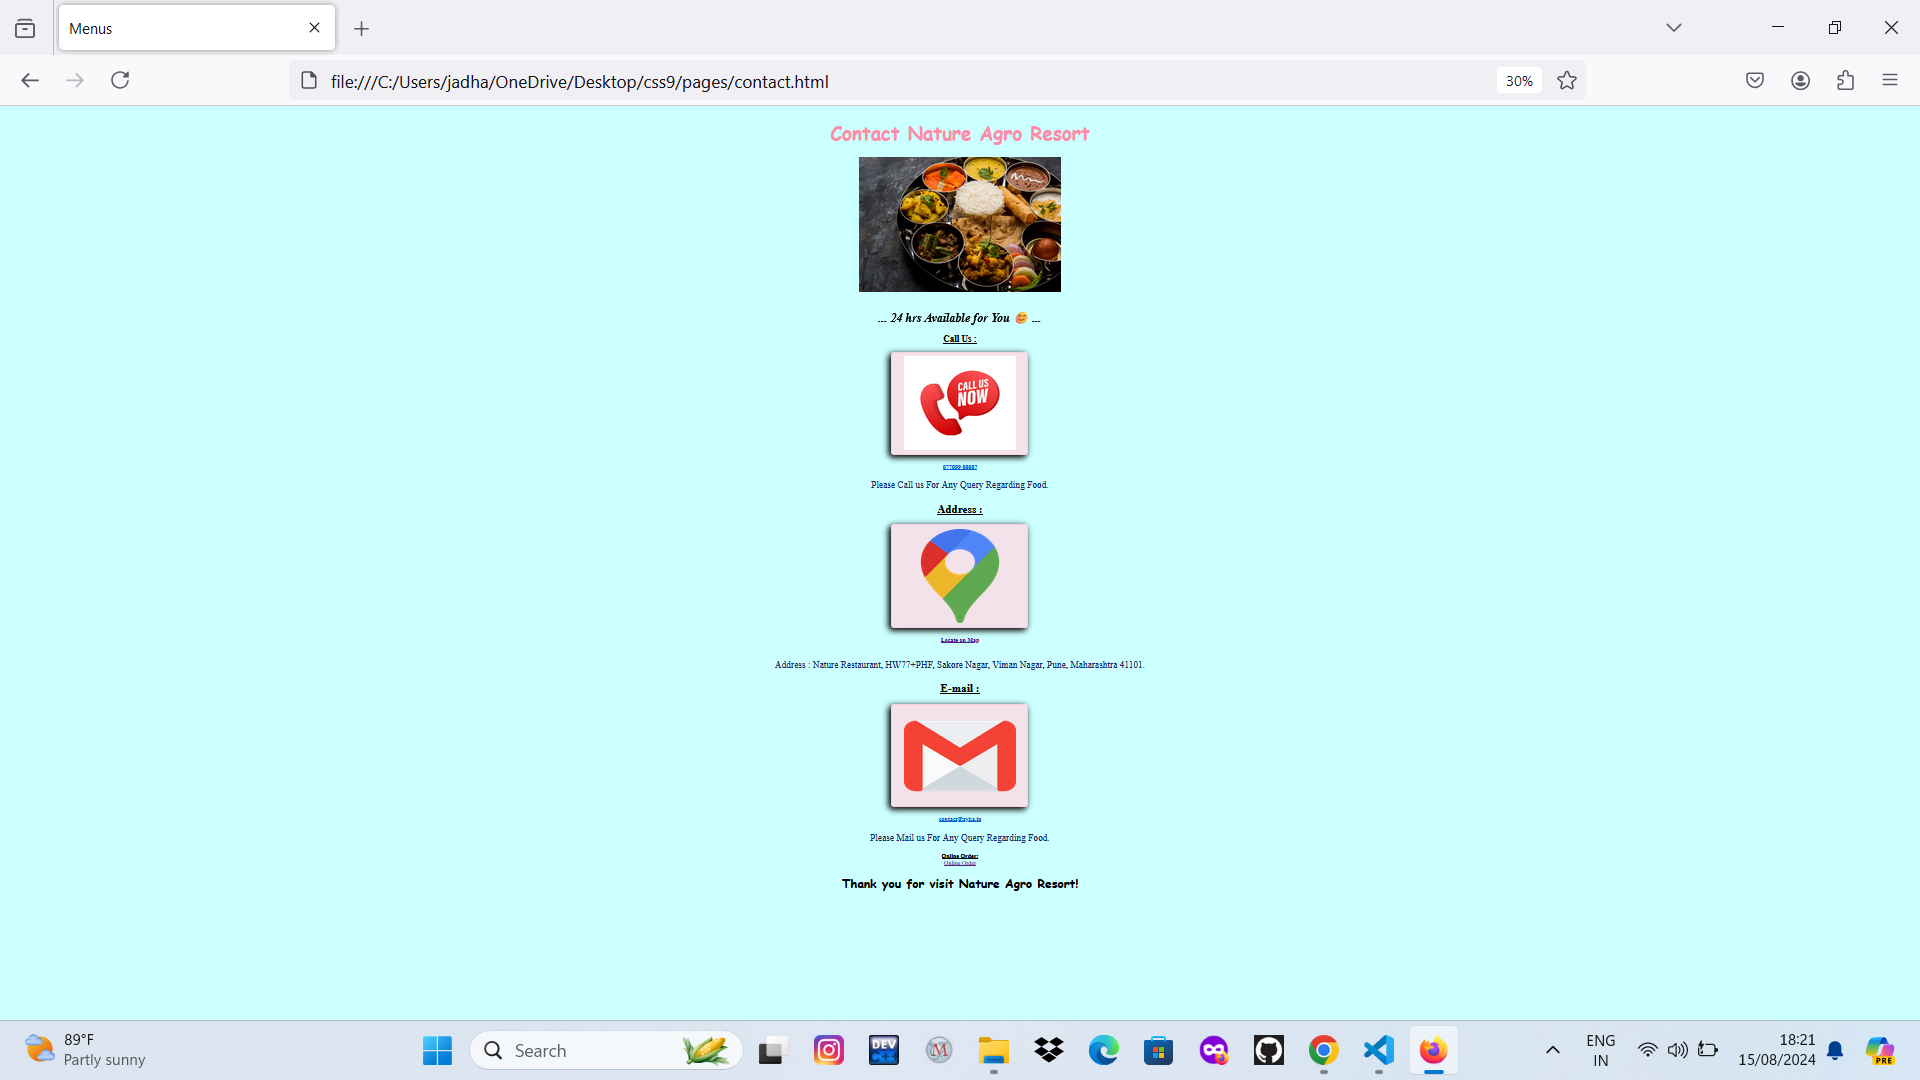 Menus
file:///C:/Users/jadha/OneDrive/Desktop/css9/pages/contact.html
30%
Contact Nature Agro Resort
... 24 hrs Available for You 😊 ...
Call Us :
CALL US
NOW
077099 08887
Please Call us For Any Query Regarding Food.
Address :
Locate on Map
Address : Nature Restaurant, HW77+PHF, Sakore Nagar, Viman Nagar, Pune, Maharashtra 41101.
E-mail :
Please Mail us For Any Query Regarding Food.
Online Order:
Online Order
Thank you for visit Nature Agro Resort!
89°F
Partly sunny
Search
DEV
C++
M
PRE
ENG
IN
18:21
15/08/2024